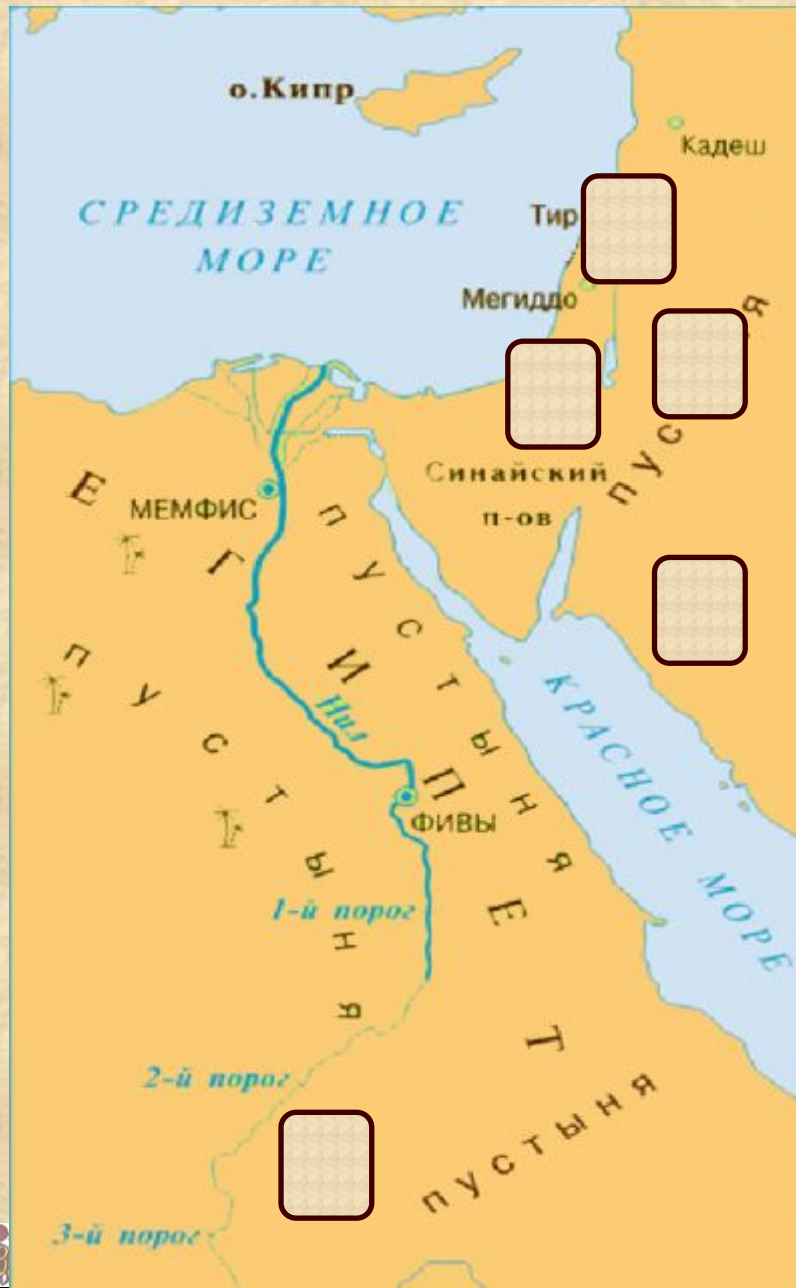 о.Кипр
Кадеш
СРЕДИЗЕМНОЕ
МОРЕ
Тир
Мегиддо
Синайский
п-ов
ЕГИПЕТ
МЕМФИС
пустыня
пустыня
Нил
ФИВЫ
КРАСНОЕ МОРЕ
1-й порог
2-й порог
пустыня
3-й порог